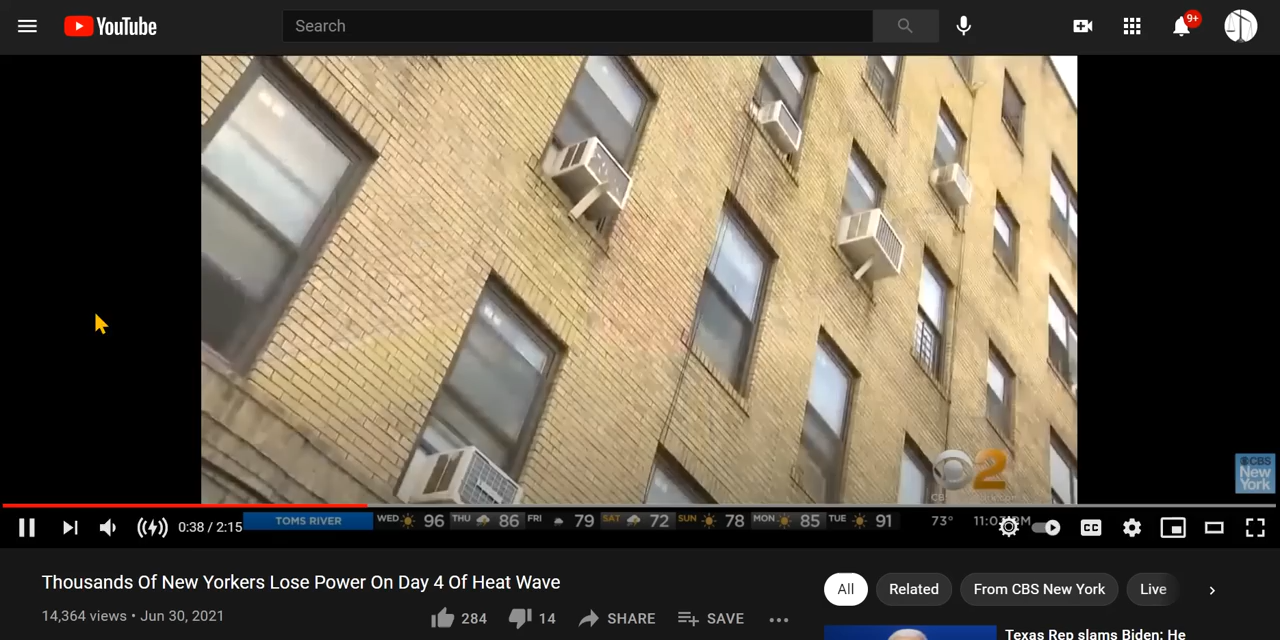 YouTube
Search
9+
CBS 2
CBS New York
0:38 / 2:15
TOMS RIVER WED 96 THU 86 FRI 79 SAT 72 SUN 78 MON 85 TUE 91 73°
CC
Thousands Of New Yorkers Lose Power On Day 4 Of Heat Wave
14,364 views • Jun 30, 2021
284 14 SHARE SAVE
All Related From CBS New York Live
Texas Rep slams Biden: He